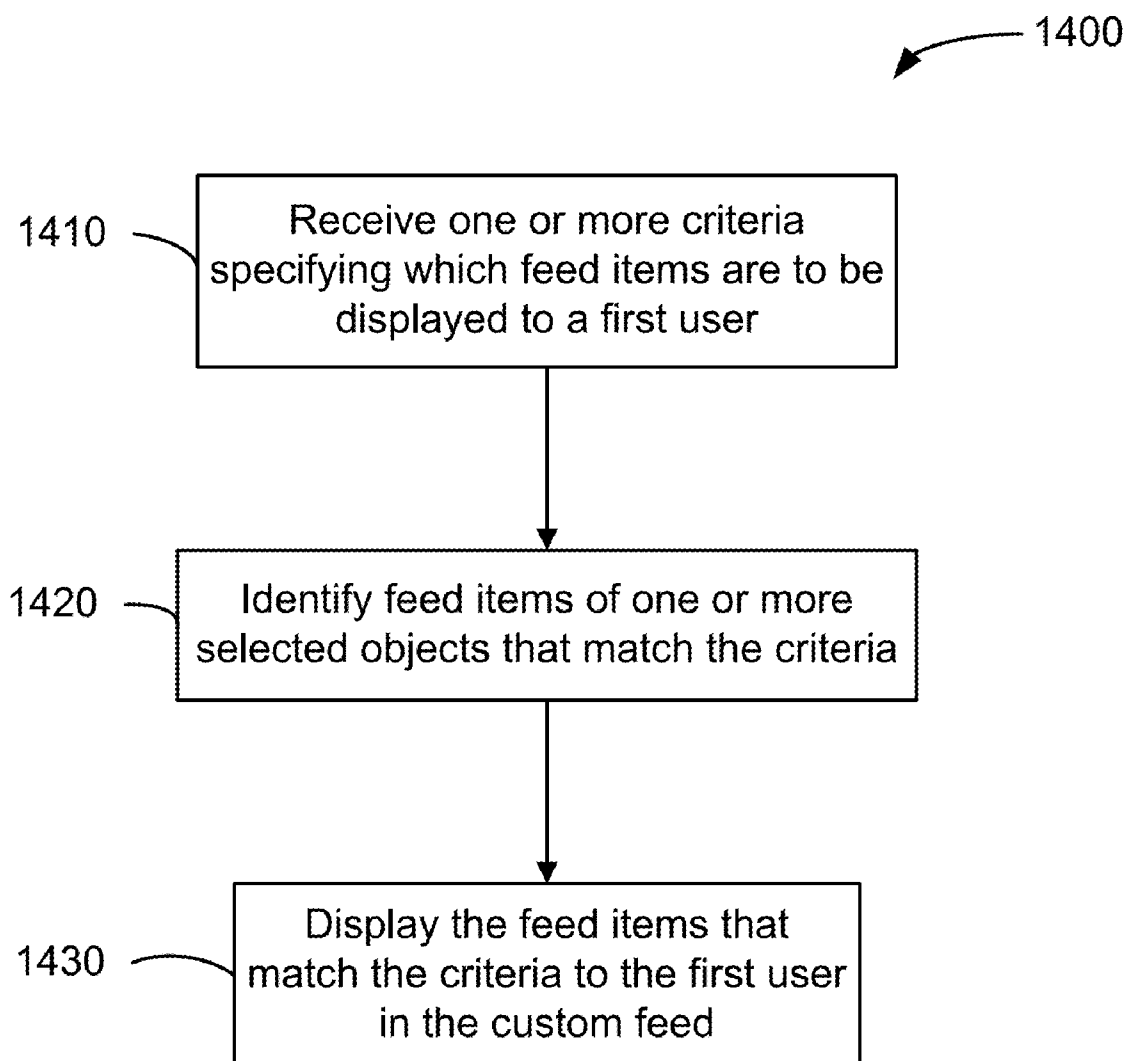 1400
1410
Receive one or more criteria
specifying which feed items are to be
displayed to a first user
1420
Identify feed items of one or more
selected objects that match the criteria
1430
Display the feed items that
match the criteria to the first user
in the custom feed